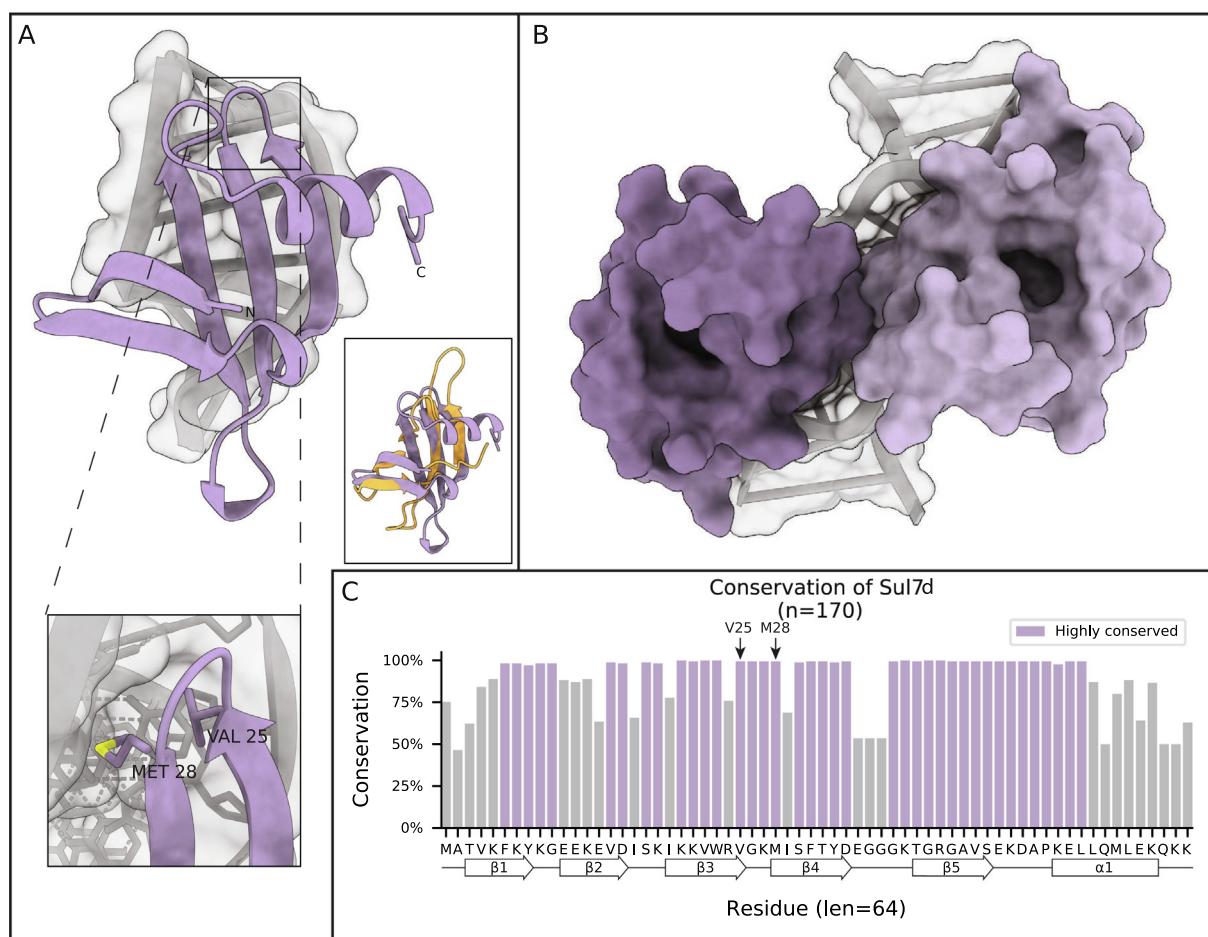 A
B
C
N
VAL 25
MET 28
C
Conservation of Sul7d
(n=170)
V25 M28
Highly conserved
100%
75%
50%
25%
0%
Conservation
MATVKFKYKGEEKEVDISKIKKVWRVGKMISFTYDEGGGKTGRGAVSEKDAPKELLQMLEKQKK
β1 β2 β3 β4 β5 α1
Residue (len=64)